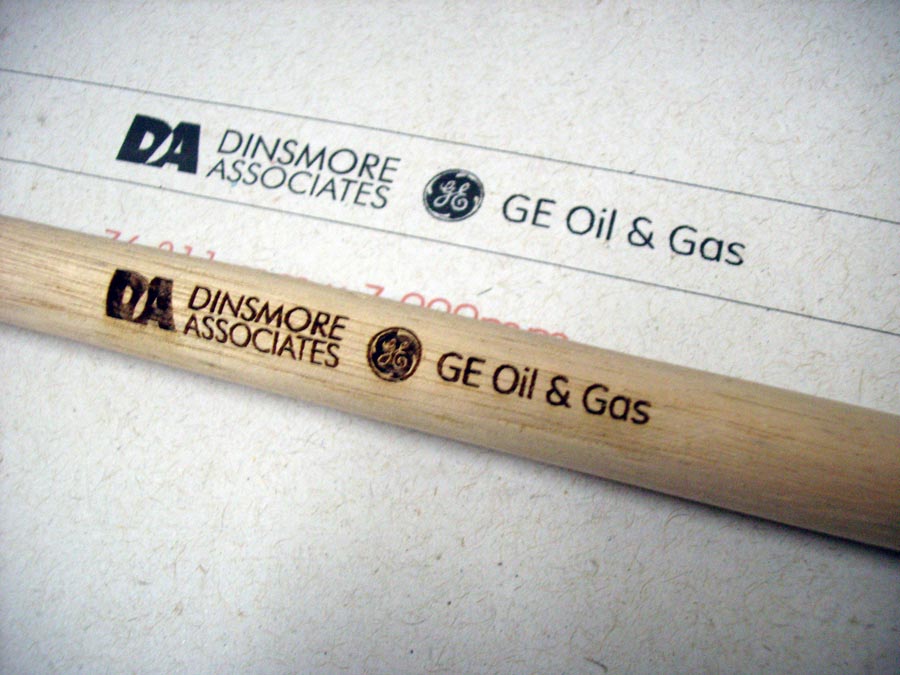 DA DINSMORE
ASSOCIATES
GE
GE Oil & Gas
DA DINSMORE
ASSOCIATES
GE
GE Oil & Gas